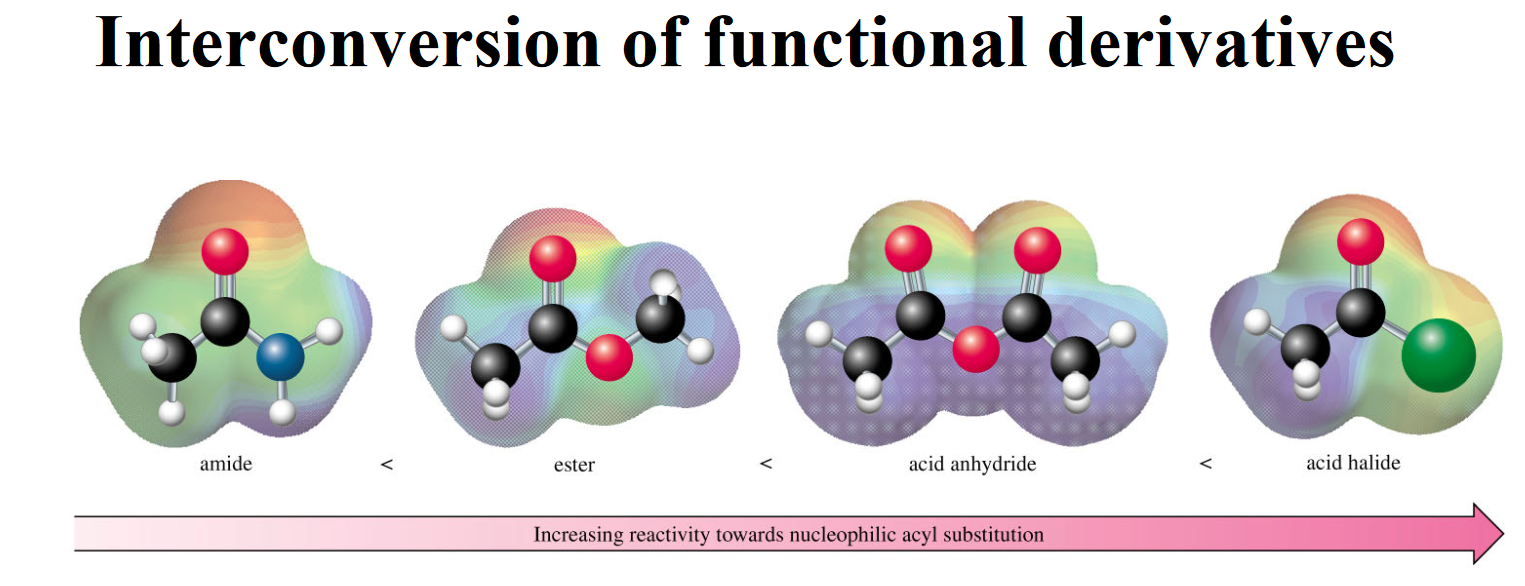 Interconversion of functional derivatives
amide < ester < acid anhydride < acid halide
Increasing reactivity towards nucleophilic acyl substitution